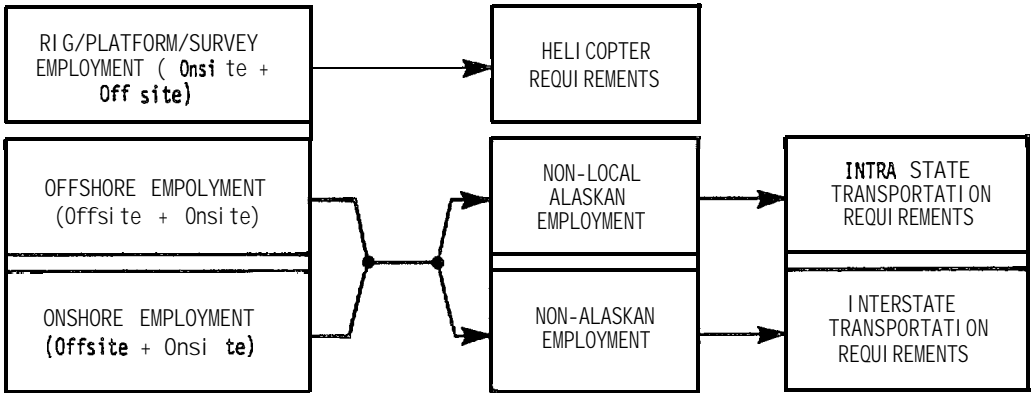 RIG/PLATFORM/SURVEY
EMPLOYMENT ( Onsite +
Off site)
HELICOPTER
REQUIREMENTS
OFFSHORE EMPOLYMENT
(Offsite + Onsite)
NON-LOCAL
ALASKAN
EMPLOYMENT
INTRA STATE
TRANSPORTATION
REQUIREMENTS
ONSHORE EMPLOYMENT
(Offsite + Onsite)
NON-ALASKAN
EMPLOYMENT
INTERSTATE
TRANSPORTATION
REQUIREMENTS